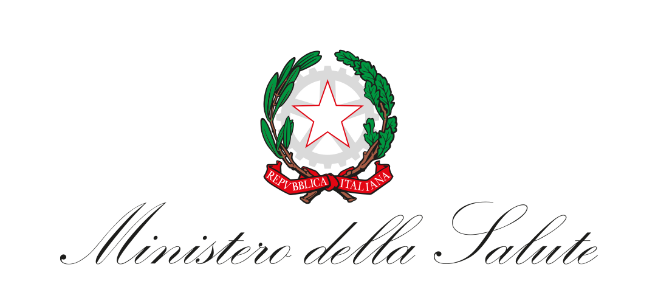 REPVBBLICA ITALIANA
Ministero della Salute